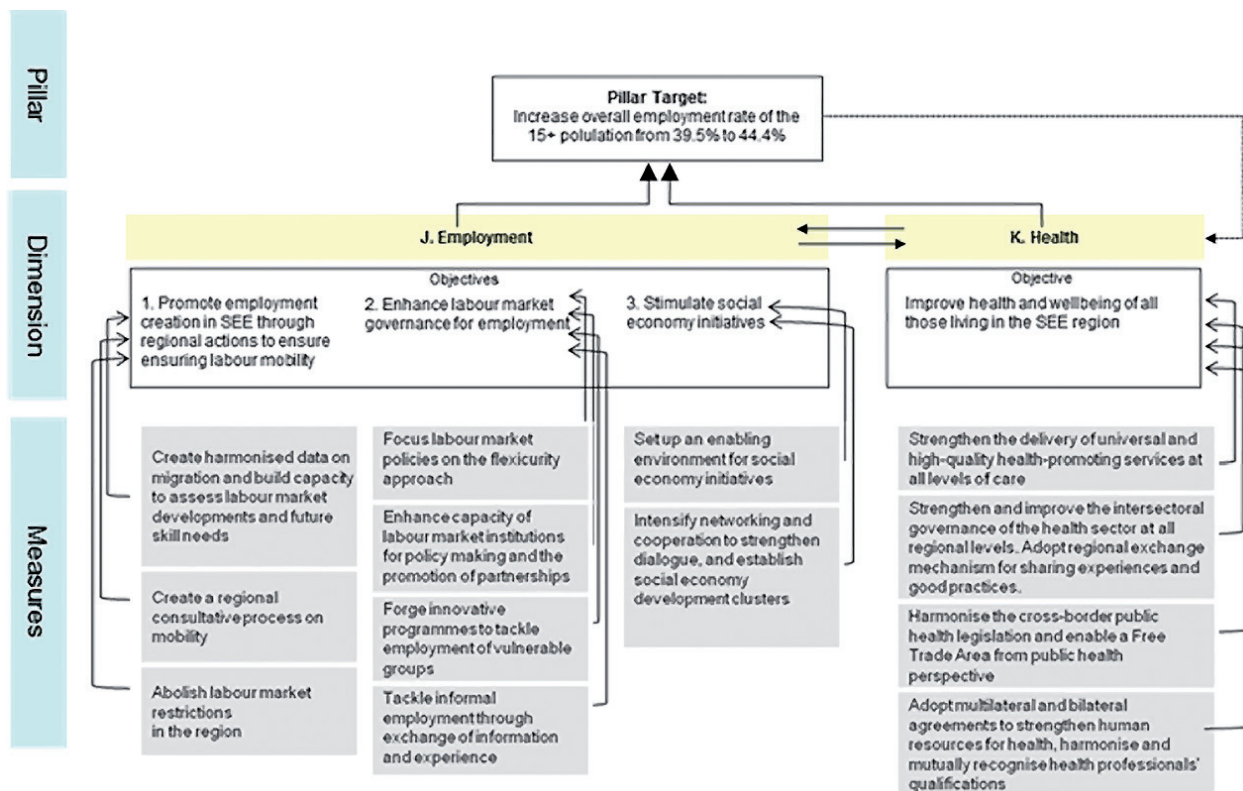 Pillar
Pillar Target:
Increase overall employment rate of the
15+ polulation from 39.5% to 44.4%
Dimension
J. Employment
K. Health
Objectives
1. Promote employment
creation in SEE through
regional actions to ensure
ensuring labour mobility
2. Enhance labour market
governance for employment
3. Stimulate social
economy initiatives
Objective
Improve health and wellbeing of all
those living in the SEE region
Measures
Create harmonised data on
migration and build capacity
to assess labour market
developments and future
skill needs
Create a regional
consultative process on
mobility
Abolish labour market
restrictions
in the region
Focus labour market
policies on the flexicurity
approach
Enhance capacity of
labour market institutions
for policy making and the
promotion of partnerships
Forge innovative
programmes to tackle
employment of vulnerable
groups
Tackle informal
employment through
exchange of information
and experience
Set up an enabling
environment for social
economy initiatives
Intensify networking and
cooperation to strengthen
dialogue, and establish
social economy
development clusters
Strengthen the delivery of universal and
high-quality health-promoting services at
all levels of care
Strengthen and improve the intersectoral
governance of the health sector at all
regional levels. Adopt regional exchange
mechanism for sharing experiences and
good practices.
Harmonise the cross-border public
health legislation and enable a Free
Trade Area from public health
perspective
Adopt multilateral and bilateral
agreements to strengthen human
resources for health, harmonise and
mutually recognise health professionals'
qualifications